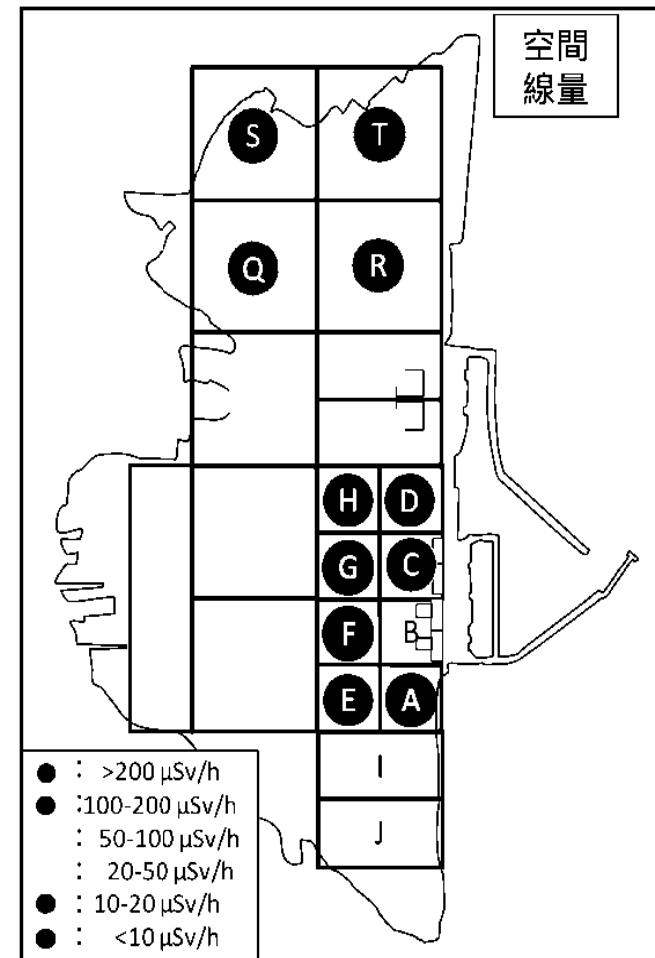 空間
線量
S T
Q R
H D
G C
F B
E A
I
J
● : >200 μSv/h
● :100-200 μSv/h
: 50-100 μSv/h
: 20-50 μSv/h
● : 10-20 μSv/h
● : <10 μSv/h